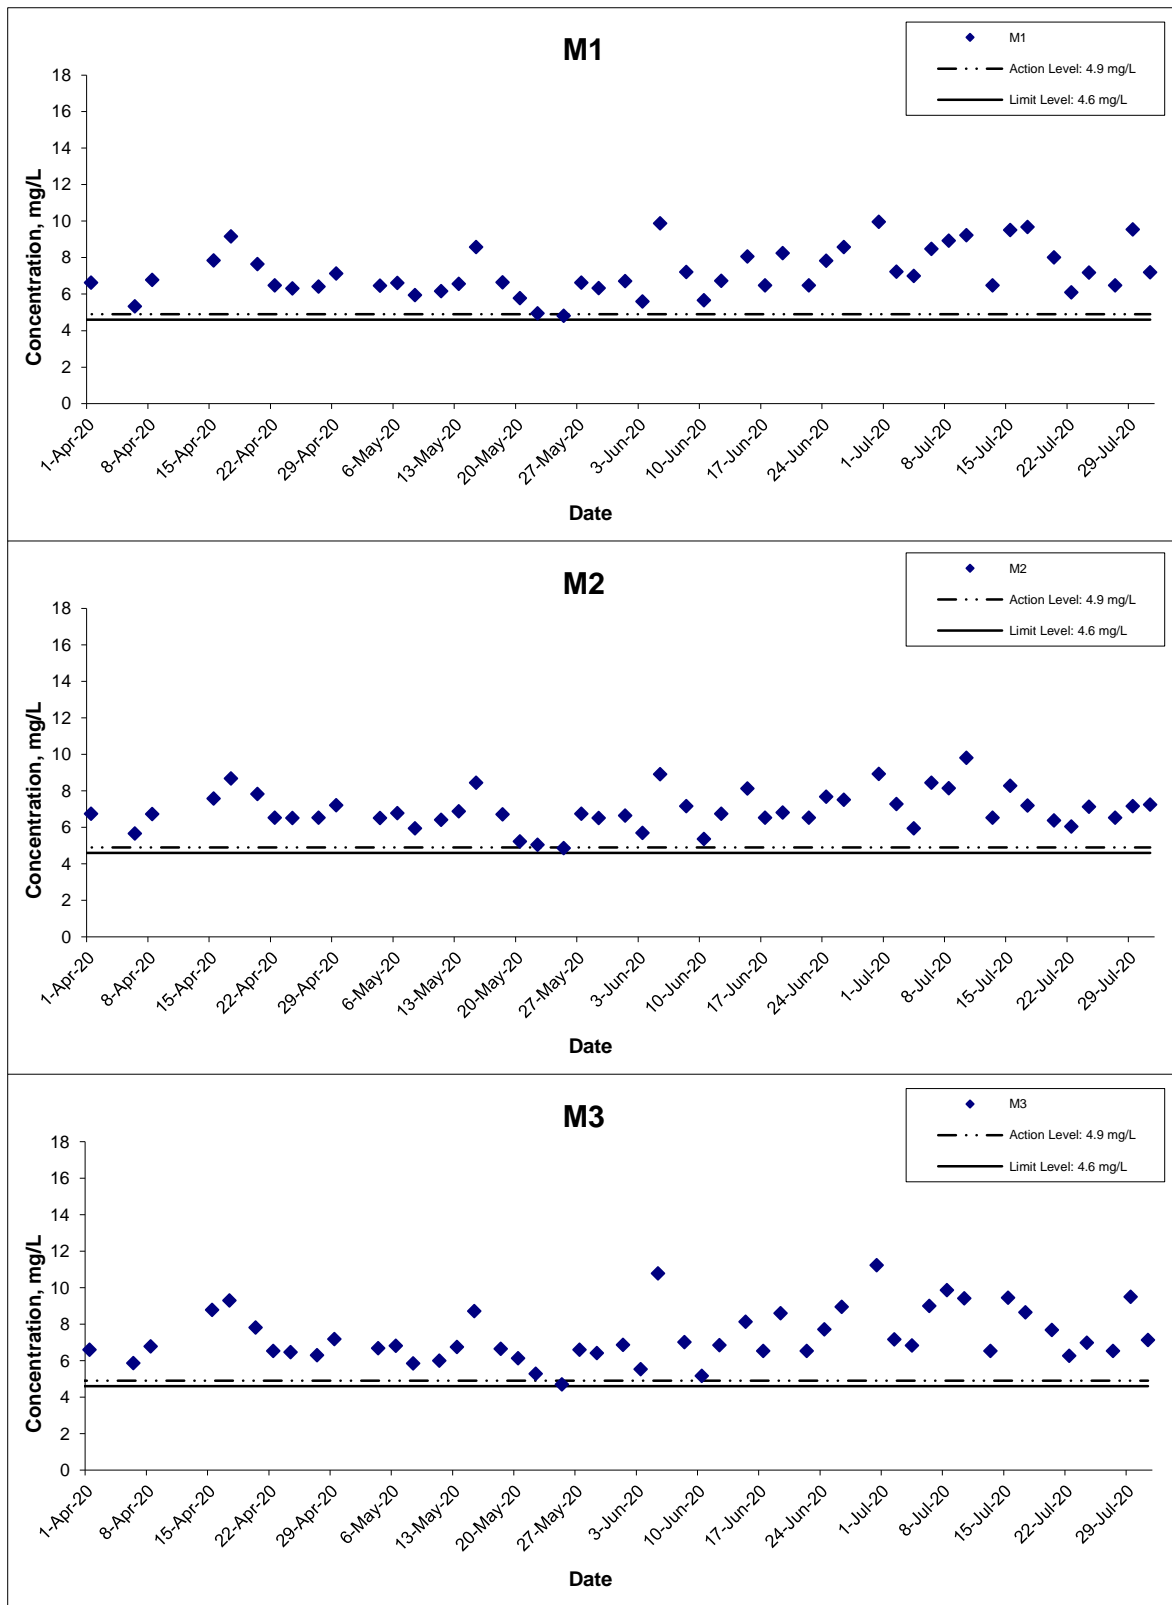 M1
M1
Action Level: 4.9 mg/L
Limit Level: 4.6 mg/L
Concentration, mg/L
18
16
14
12
10
8
6
4
2
0
1-Apr-20
8-Apr-20
15-Apr-20
22-Apr-20
29-Apr-20
6-May-20
13-May-20
20-May-20
27-May-20
3-Jun-20
10-Jun-20
17-Jun-20
24-Jun-20
1-Jul-20
8-Jul-20
15-Jul-20
22-Jul-20
29-Jul-20
Date
M2
M2
Action Level: 4.9 mg/L
Limit Level: 4.6 mg/L
Concentration, mg/L
18
16
14
12
10
8
6
4
2
0
1-Apr-20
8-Apr-20
15-Apr-20
22-Apr-20
29-Apr-20
6-May-20
13-May-20
20-May-20
27-May-20
3-Jun-20
10-Jun-20
17-Jun-20
24-Jun-20
1-Jul-20
8-Jul-20
15-Jul-20
22-Jul-20
29-Jul-20
Date
M3
M3
Action Level: 4.9 mg/L
Limit Level: 4.6 mg/L
Concentration, mg/L
18
16
14
12
10
8
6
4
2
0
1-Apr-20
8-Apr-20
15-Apr-20
22-Apr-20
29-Apr-20
6-May-20
13-May-20
20-May-20
27-May-20
3-Jun-20
10-Jun-20
17-Jun-20
24-Jun-20
1-Jul-20
8-Jul-20
15-Jul-20
22-Jul-20
29-Jul-20
Date